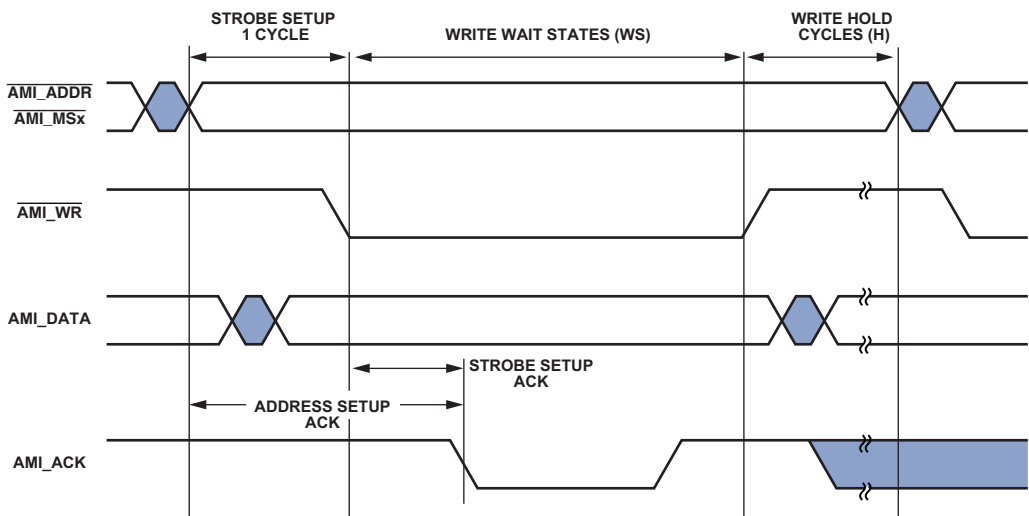 STROBE SETUP
1 CYCLE
WRITE WAIT STATES (WS)
WRITE HOLD
CYCLES (H)
AMI_ADDR
AMI_MSx
AMI_WR
AMI_DATA
STROBE SETUP
ACK
ADDRESS SETUP
ACK
AMI_ACK